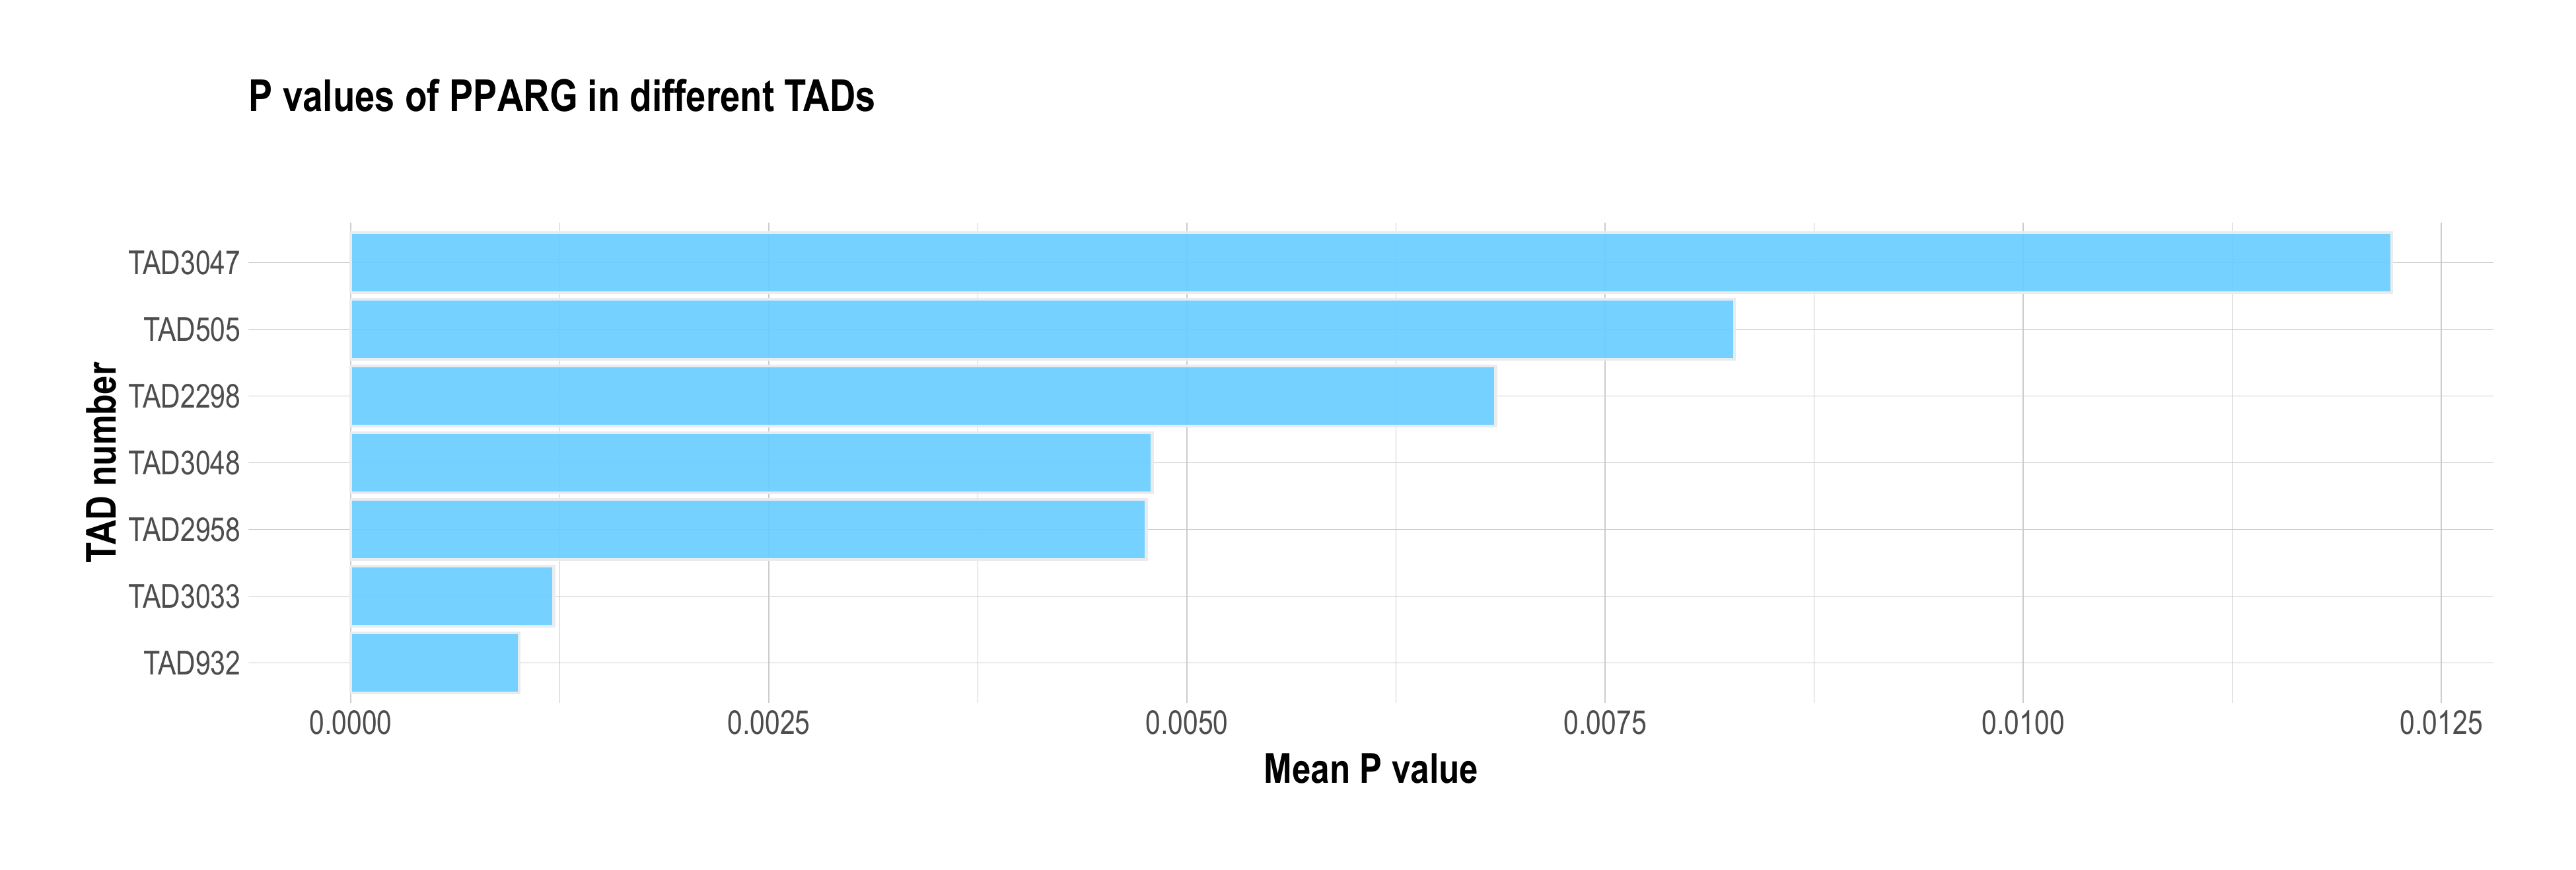 P values of PPARG in different TADs
TAD number
TAD3047
TAD505
TAD2298
TAD3048
TAD2958
TAD3033
TAD932
0.0000 0.0025 0.0050 0.0075 0.0100 0.0125
Mean P value